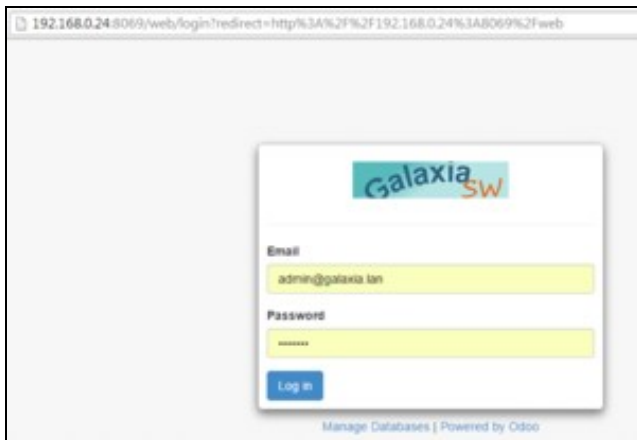 192.168.0.24:8069/web/login?redirect=http%3A%2F%2F192.168.0.24%3A8069%2Fweb
Galaxia
SW
Email
admin@galaxia.lan
Password
•••••••
Log in
Manage Databases | Powered by Odoo